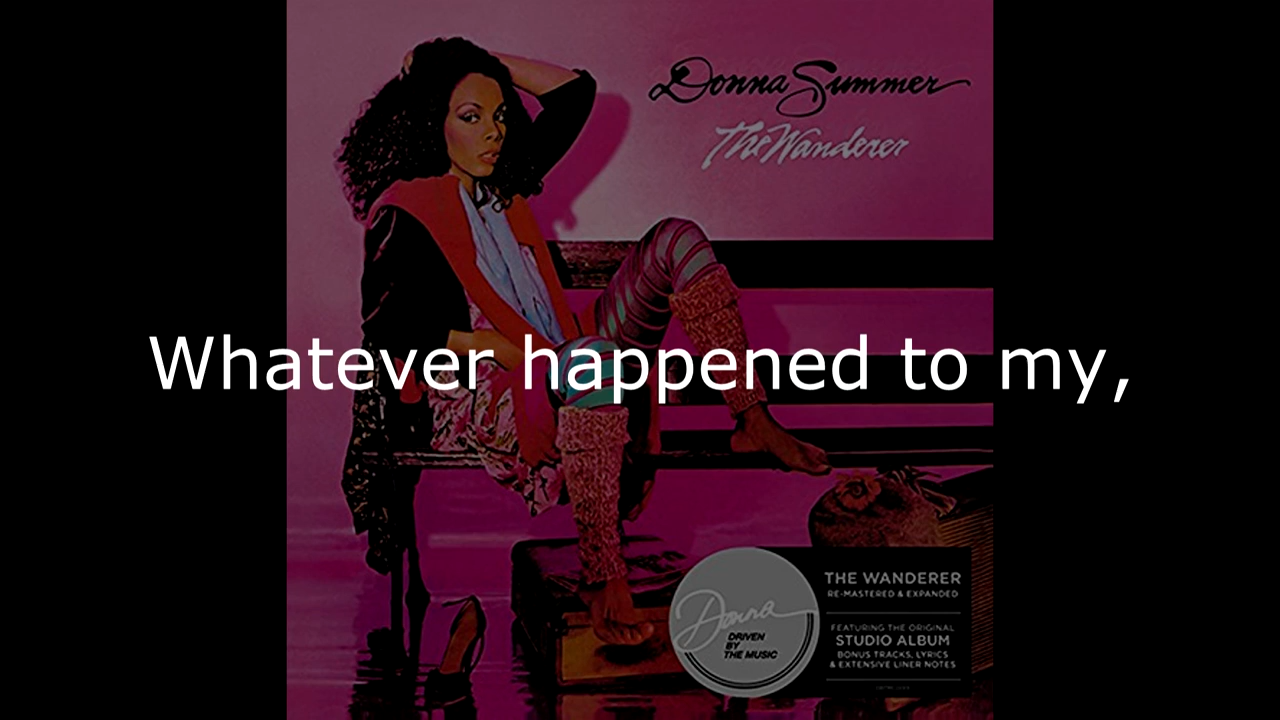 Donna Summer
The Wanderer
Whatever happened to my,
Donna
DRIVEN
BY
THE MUSIC
THE WANDERER
RE-MASTERED & EXPANDED
FEATURING THE ORIGINAL
STUDIO ALBUM
BONUS TRACKS, LYRICS
& EXTENSIVE LINER NOTES